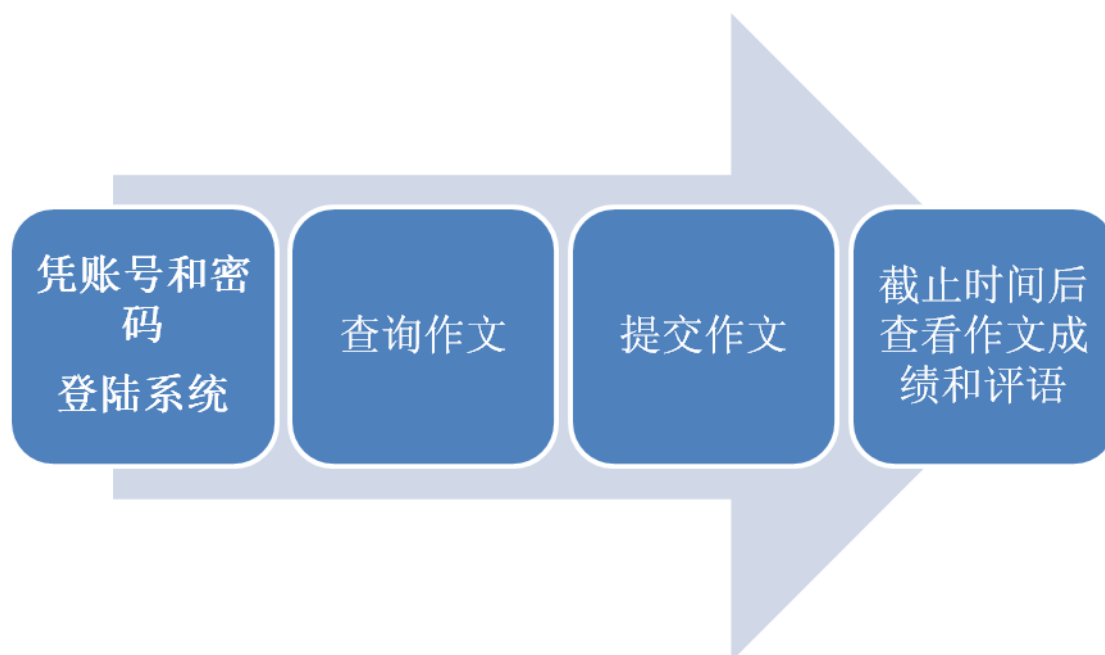 凭账号和密
码
登陆系统
查询作文
提交作文
截止时间后
查看作文成
绩和评语